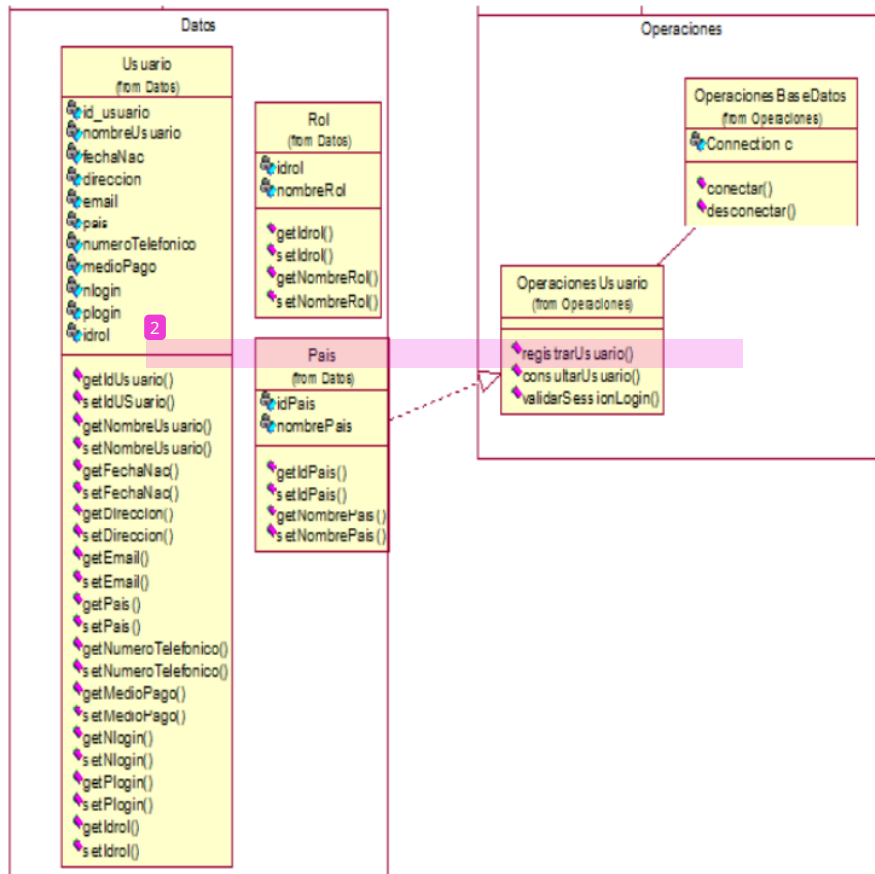 Datos
Usuario
(from Datos)
id_usuario
nombreUsuario
fechaNac
direccion
email
pais
numeroTelefonico
medioPago
nlogin
plogin
idrol
getIdUsuario()
setIdUSuario()
getNombreUsuario()
setNombreUsuario()
getFechaNac()
setFechaNac()
getDireccion()
setDireccion()
getEmail()
setEmail()
getPais()
setPais()
getNumeroTelefonico()
setNumeroTelefonico()
getMedioPago()
setMedioPago()
getNlogin()
setNlogin()
getPlogin()
setPlogin()
getIdrol()
setIdrol()
Rol
(from Datos)
idrol
nombreRol
getIdrol()
setIdrol()
getNombreRol()
setNombreRol()
2
Pais
(from Datos)
idPais
nombrePais
getIdPais()
setIdPais()
getNombrePais()
setNombrePais()
Operaciones
OperacionesBaseDatos
(from Operaciones)
Connection c
conectar()
desconectar()
OperacionesUsuario
(from Operaciones)
registrarUsuario()
consultarUsuario()
validarSessionLogin()